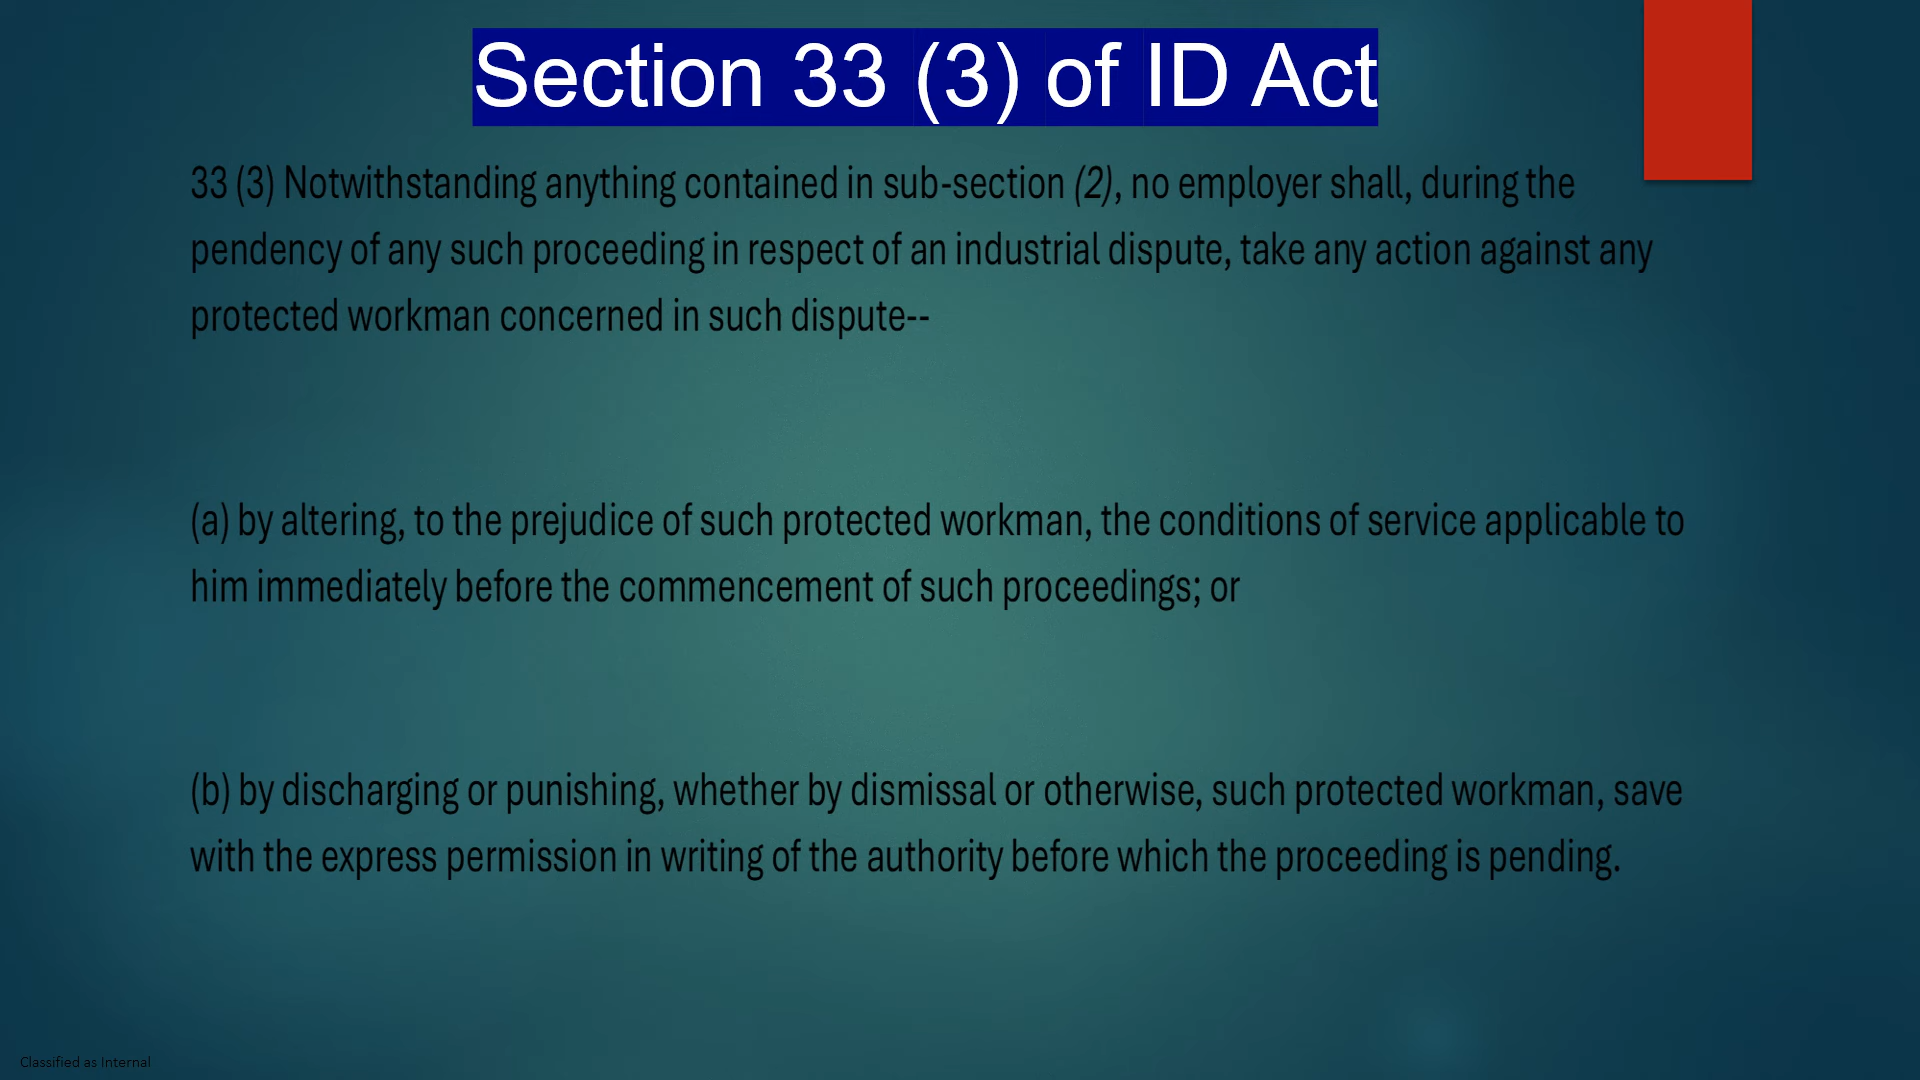 Section 33 (3) of ID Act
33 (3) Notwithstanding anything contained in sub-section (2), no employer shall, during the
pendency of any such proceeding in respect of an industrial dispute, take any action against any
protected workman concerned in such dispute--
(a) by altering, to the prejudice of such protected workman, the conditions of service applicable to
him immediately before the commencement of such proceedings; or
(b) by discharging or punishing, whether by dismissal or otherwise, such protected workman, save
with the express permission in writing of the authority before which the proceeding is pending.
Classified as Internal